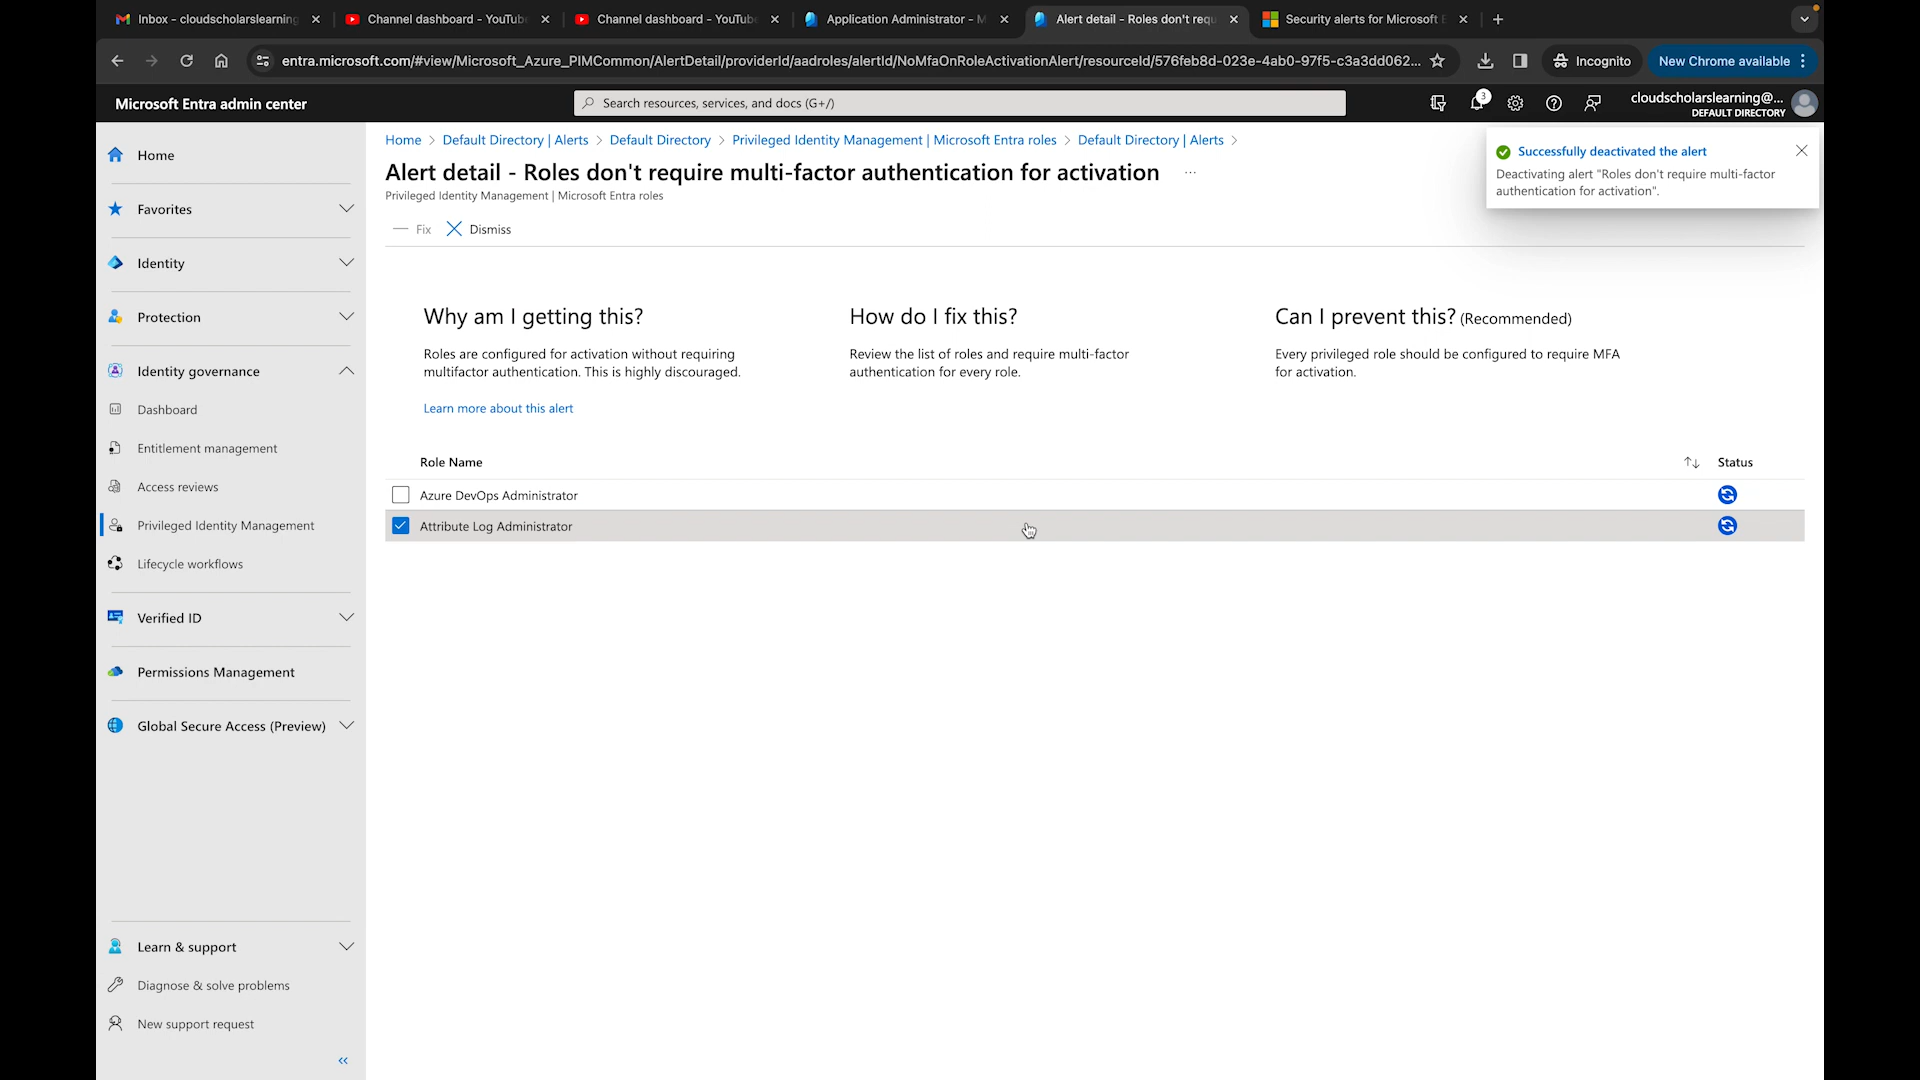 Inbox - cloudscholarslearning
Channel dashboard - YouTube
Channel dashboard - YouTube
Application Administrator - M
Alert detail - Roles don't requ
Security alerts for Microsoft E
entra.microsoft.com/#view/Microsoft_Azure_PIMCommon/AlertDetail/providerId/aadroles/alertId/NoMfaOnRoleActivationAlert/resourceId/576feb8d-023e-4ab0-97f5-c3a3dd062...
Incognito
New Chrome available
Microsoft Entra admin center
Search resources, services, and docs (G+/)
3
cloudscholarslearning@...
DEFAULT DIRECTORY
Home
Favorites
Identity
Protection
Identity governance
Dashboard
Entitlement management
Access reviews
Privileged Identity Management
Lifecycle workflows
Verified ID
Permissions Management
Global Secure Access (Preview)
Learn & support
Diagnose & solve problems
New support request
Home > Default Directory | Alerts > Default Directory > Privileged Identity Management | Microsoft Entra roles > Default Directory | Alerts >
Alert detail - Roles don't require multi-factor authentication for activation ...
Privileged Identity Management | Microsoft Entra roles
Fix
Dismiss
Successfully deactivated the alert
Deactivating alert "Roles don't require multi-factor
authentication for activation".
Why am I getting this?
Roles are configured for activation without requiring
multifactor authentication. This is highly discouraged.
Learn more about this alert
How do I fix this?
Review the list of roles and require multi-factor
authentication for every role.
Can I prevent this? (Recommended)
Every privileged role should be configured to require MFA
for activation.
Role Name
Status
Azure DevOps Administrator
Attribute Log Administrator